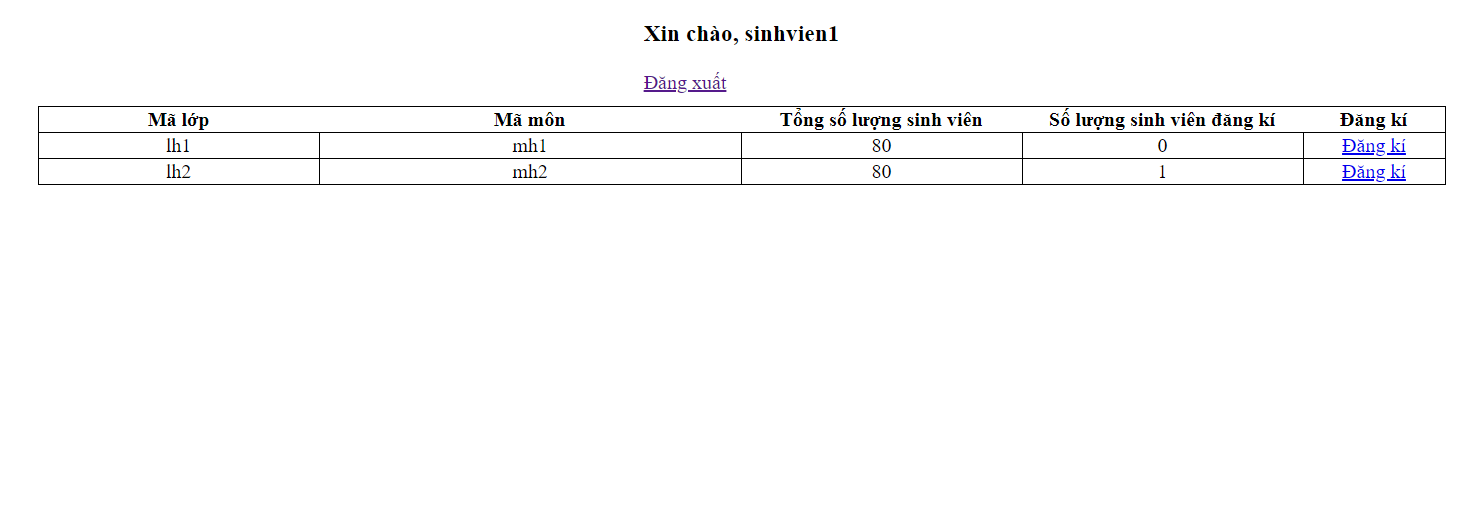 Xin chào, sinhvien1
Đăng xuất
Mã lớp Mã môn Tổng số lượng sinh viên Số lượng sinh viên đăng kí Đăng kí
lh1 mh1 80 0 Đăng kí
lh2 mh2 80 1 Đăng kí